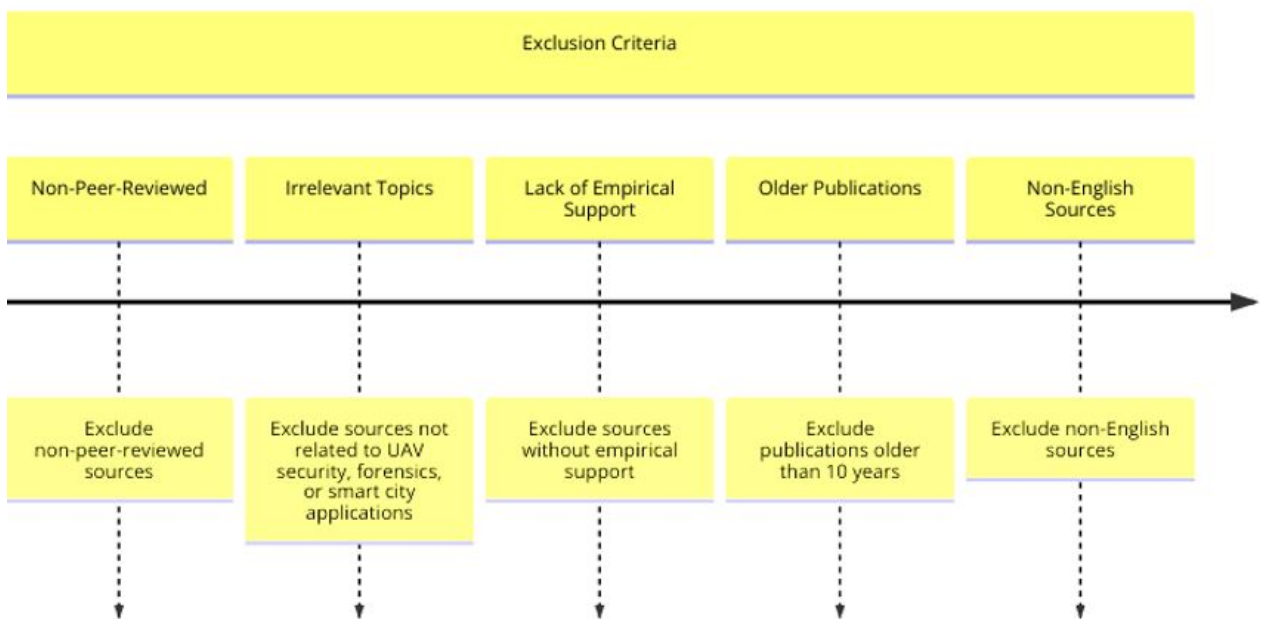 Exclusion Criteria
Non-Peer-Reviewed
Irrelevant Topics
Lack of Empirical
Support
Older Publications
Non-English
Sources
Exclude
non-peer-reviewed
sources
Exclude sources not
related to UAV
security, forensics,
or smart city
applications
Exclude sources
without empirical
support
Exclude
publications older
than 10 years
Exclude non-English
sources